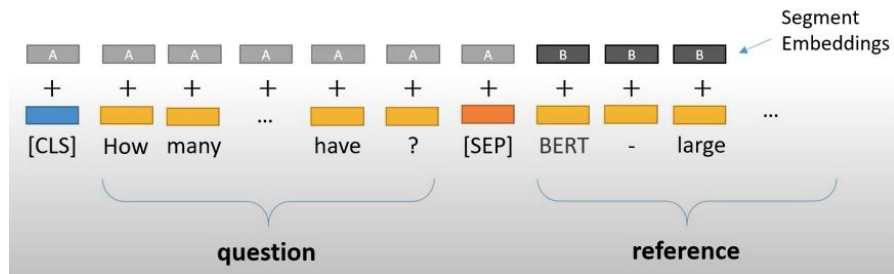 Segment
Embeddings
A A A A A A A B B B
+ + + + + + + + + +
... ...
[CLS] How many have ? [SEP] BERT - large
question reference